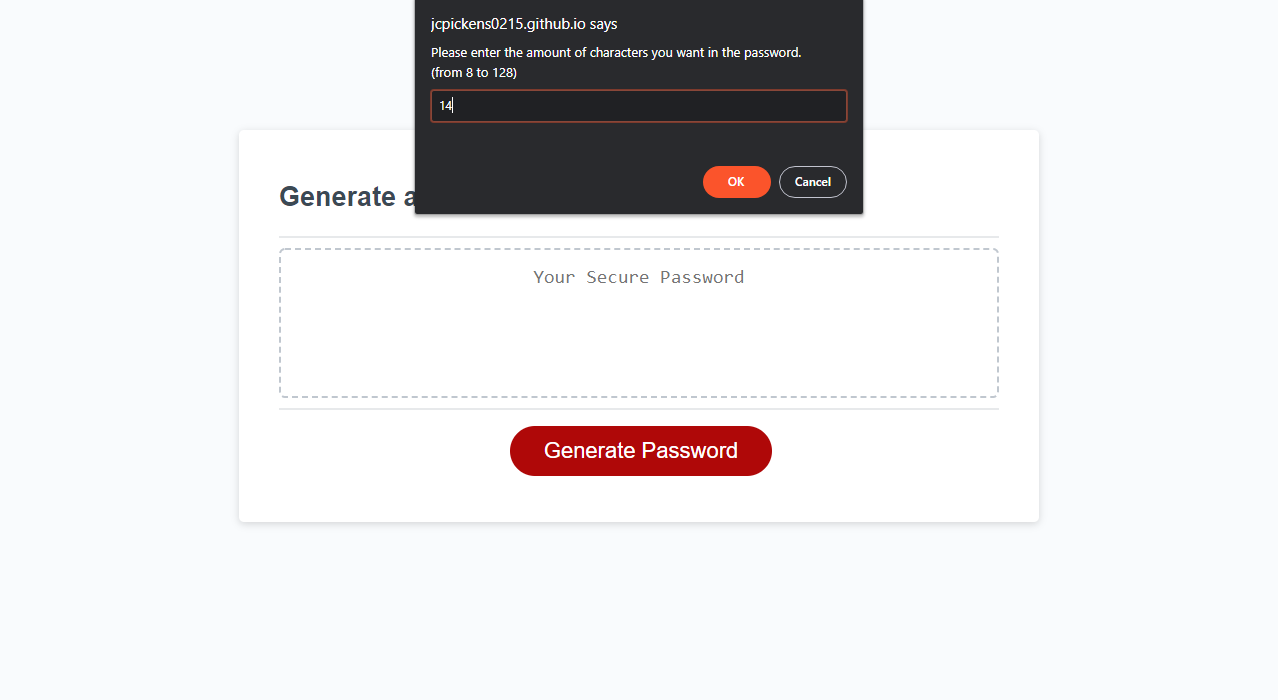 jcpickens0215.github.io says
Please enter the amount of characters you want in the password.
(from 8 to 128)
14
OK Cancel
Generate a
Your Secure Password
Generate Password